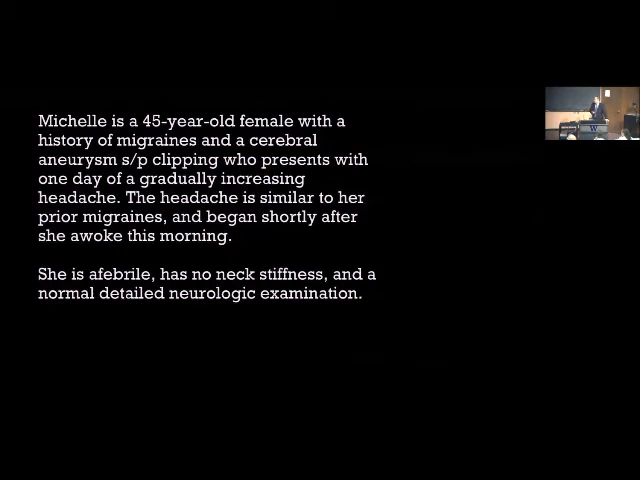 Michelle is a 45-year-old female with a
history of migraines and a cerebral
aneurysm s/p clipping who presents with
one day of a gradually increasing
headache. The headache is similar to her
prior migraines, and began shortly after
she awoke this morning.
She is afebrile, has no neck stiffness, and a
normal detailed neurologic examination.